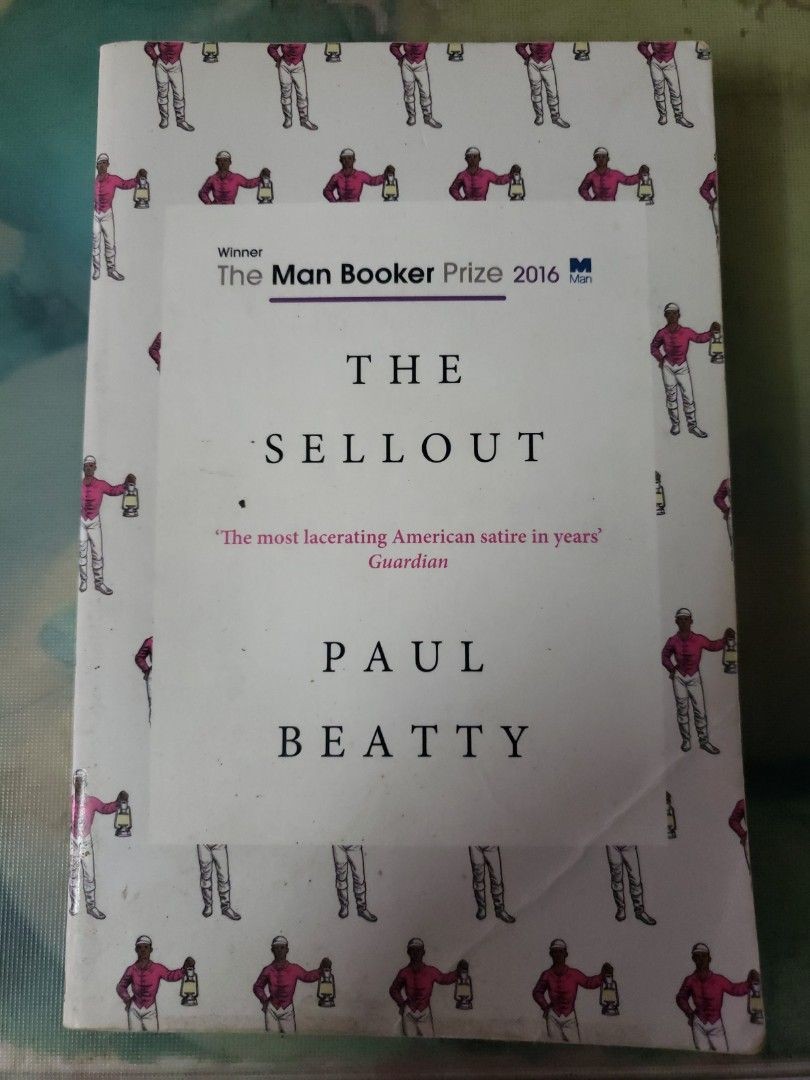 Winner
The Man Booker Prize 2016 M Man
THE
SELLOUT
‘The most lacerating American satire in years’
Guardian
PAUL
BEATTY